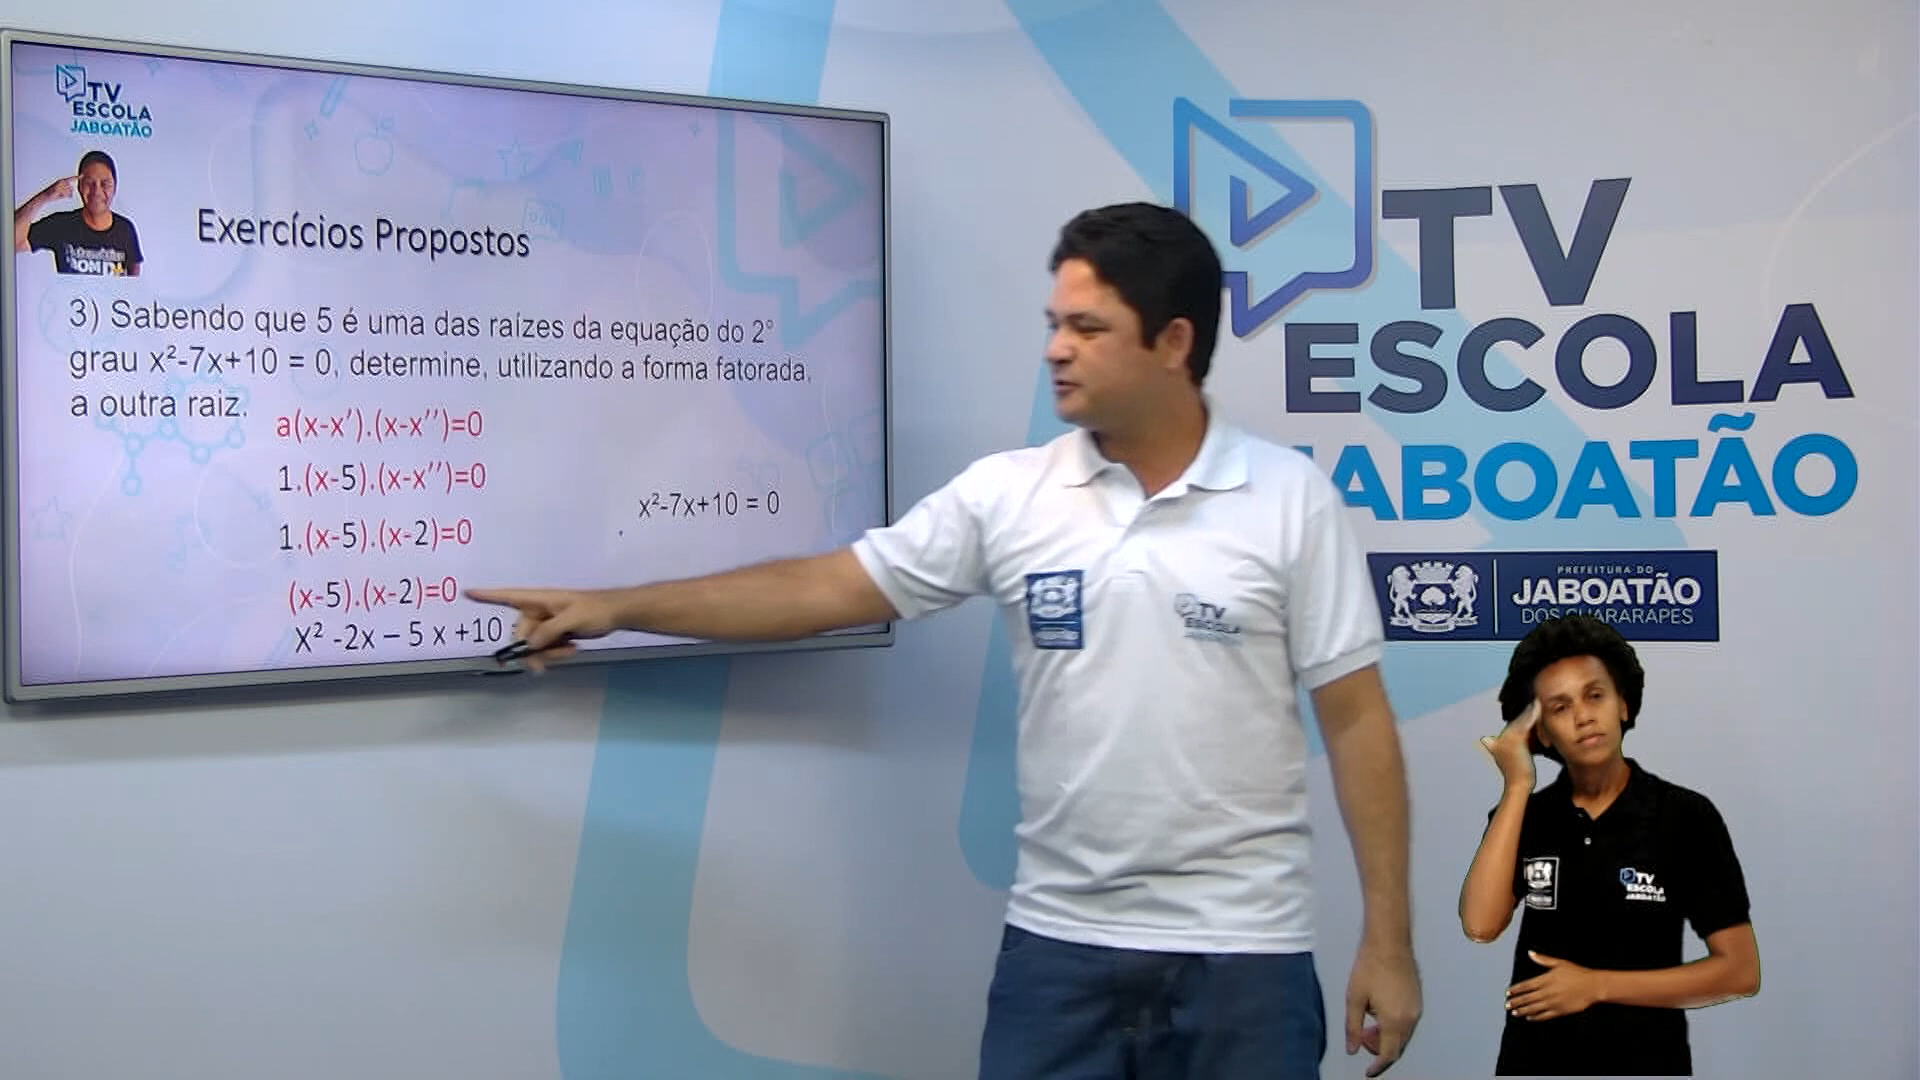 TV
ESCOLA
JABOATÃO
Exercícios Propostos
3) Sabendo que 5 é uma das raízes da equação do 2°
grau x²-7x+10 = 0, determine, utilizando a forma fatorada,
a outra raiz.
a(x-x’).(x-x’’)=0
1.(x-5).(x-x’’)=0
x²-7x+10 = 0
1.(x-5).(x-2)=0
(x-5).(x-2)=0
X² -2x – 5 x +10
TV
ESCOLA
JABOATÃO
PREFEITURA DO
JABOATÃO
DOS GUARARAPES
TV
ESCOLA
TV
ESCOLA
JABOATÃO